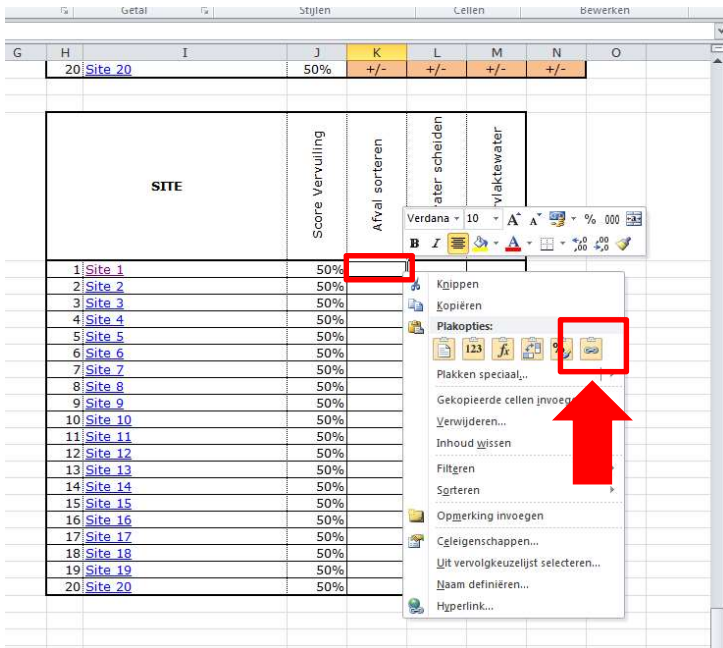 Getal Stijlen Cellen Bewerken
G H I J K L M N O
20 Site 20 50% +/- +/- +/- +/-
SITE Score Vervuiling Afval sorteren ater scheiden vlaktewater
Verdana 10 A A % 000 a
B I A ,00 ,00
1 Site 1 50%
2 Site 2 50%
3 Site 3 50%
4 Site 4 50%
5 Site 5 50%
6 Site 6 50%
7 Site 7 50%
8 Site 8 50%
9 Site 9 50%
10 Site 10 50%
11 Site 11 50%
12 Site 12 50%
13 Site 13 50%
14 Site 14 50%
15 Site 15 50%
16 Site 16 50%
17 Site 17 50%
18 Site 18 50%
19 Site 19 50%
20 Site 20 50%
Knippen
Kopiëren
Plakopties:
123 fx %
Plakken speciaal...
Gekopieerde cellen invoeg
Verwijderen...
Inhoud wissen
Filteren
Sorteren
Opmerking invoegen
Celeigenschappen...
Uit vervolgkeuzelijst selecteren...
Naam definiëren...
Hyperlink...